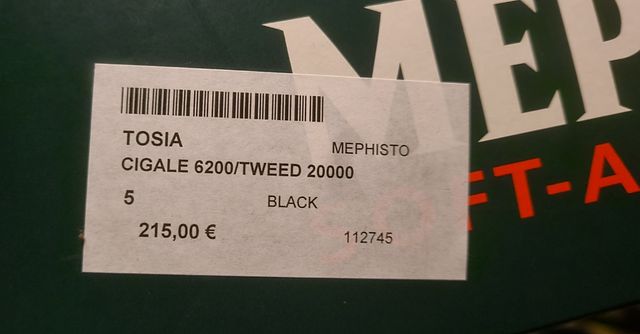 MEP
FT-A
TOSIA MEPHISTO
CIGALE 6200/TWEED 20000
5 BLACK
215,00 €
112745